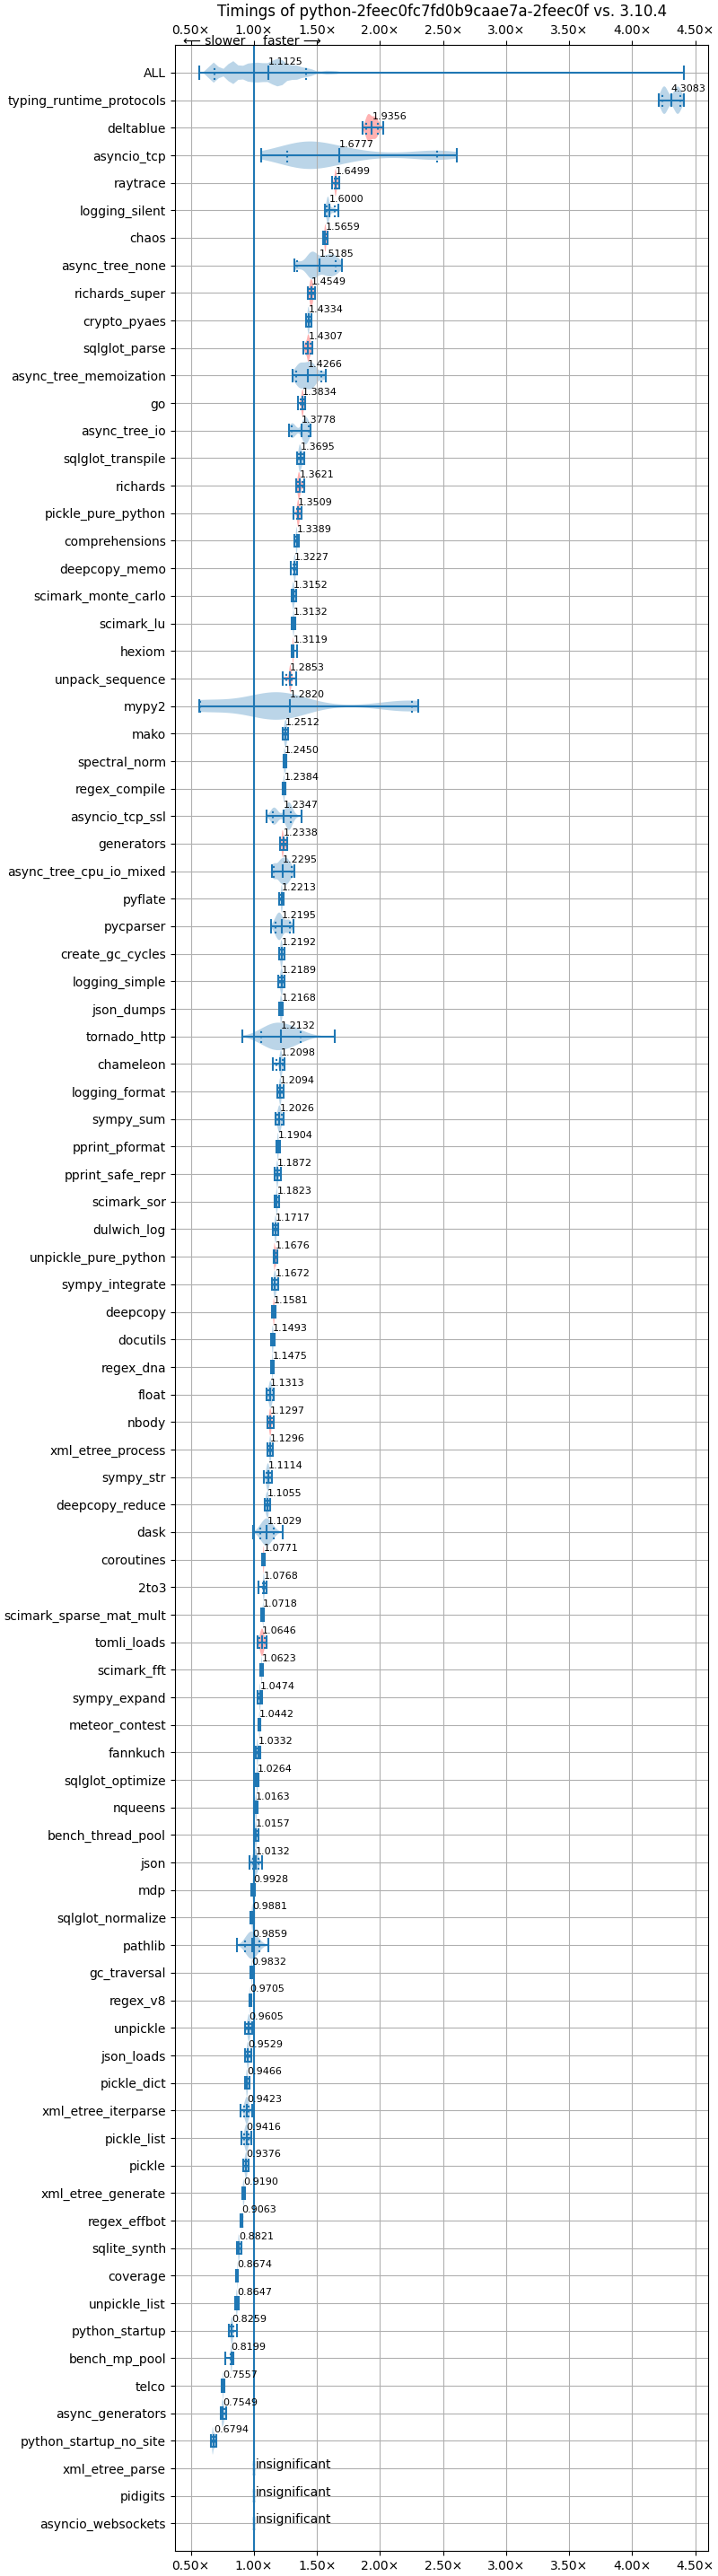 Timings of python-2feec0fc7fd0b9caae7a-2feec0f vs. 3.10.4
0.50× 1.00× 1.50× 2.00× 2.50× 3.00× 3.50× 4.00× 4.50×
⟵ slower faster ⟶
ALL 1.1125
typing_runtime_protocols 4.3083
deltablue 1.9356
asyncio_tcp 1.6777
raytrace 1.6499
logging_silent 1.6000
chaos 1.5659
async_tree_none 1.5185
richards_super 1.4549
crypto_pyaes 1.4334
sqlglot_parse 1.4307
async_tree_memoization 1.4266
go 1.3834
async_tree_io 1.3778
sqlglot_transpile 1.3695
richards 1.3621
pickle_pure_python 1.3509
comprehensions 1.3389
deepcopy_memo 1.3227
scimark_monte_carlo 1.3152
scimark_lu 1.3132
hexiom 1.3119
unpack_sequence 1.2853
mypy2 1.2820
mako 1.2512
spectral_norm 1.2450
regex_compile 1.2384
asyncio_tcp_ssl 1.2347
generators 1.2338
async_tree_cpu_io_mixed 1.2295
pyflate 1.2213
pycparser 1.2195
create_gc_cycles 1.2192
logging_simple 1.2189
json_dumps 1.2168
tornado_http 1.2132
chameleon 1.2098
logging_format 1.2094
sympy_sum 1.2026
pprint_pformat 1.1904
pprint_safe_repr 1.1872
scimark_sor 1.1823
dulwich_log 1.1717
unpickle_pure_python 1.1676
sympy_integrate 1.1672
deepcopy 1.1581
docutils 1.1493
regex_dna 1.1475
float 1.1313
nbody 1.1297
xml_etree_process 1.1296
sympy_str 1.1114
deepcopy_reduce 1.1055
dask 1.1029
coroutines 1.0771
2to3 1.0768
scimark_sparse_mat_mult 1.0718
tomli_loads 1.0646
scimark_fft 1.0623
sympy_expand 1.0474
meteor_contest 1.0442
fannkuch 1.0332
sqlglot_optimize 1.0264
nqueens 1.0163
bench_thread_pool 1.0157
json 1.0132
mdp 0.9928
sqlglot_normalize 0.9881
pathlib 0.9859
gc_traversal 0.9832
regex_v8 0.9705
unpickle 0.9605
json_loads 0.9529
pickle_dict 0.9466
xml_etree_iterparse 0.9423
pickle_list 0.9416
pickle 0.9376
xml_etree_generate 0.9190
regex_effbot 0.9063
sqlite_synth 0.8821
coverage 0.8674
unpickle_list 0.8647
python_startup 0.8259
bench_mp_pool 0.8199
telco 0.7557
async_generators 0.7549
python_startup_no_site 0.6794
xml_etree_parse insignificant
pidigits insignificant
asyncio_websockets insignificant
0.50× 1.00× 1.50× 2.00× 2.50× 3.00× 3.50× 4.00× 4.50×